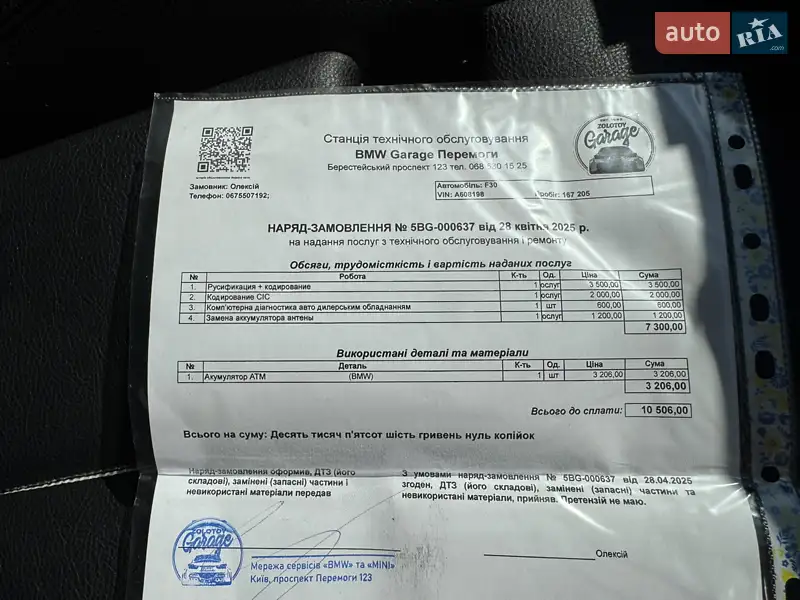 auto RIA .com
Станція технічного обслуговування
BMW Garage Перемоги
Берестейський проспект 123 тел. 068 530 15 25
ZOLOTOY
Garage
Замовник: Олексій
Телефон: 0675507192;
Автомобіль: F30
VIN: A608198 Пробіг: 167 205
НАРЯД-ЗАМОВЛЕННЯ № 5BG-000637 від 28 квітня 2025 р.
на надання послуг з технічного обслуговування і ремонту
Обсяги, трудомісткість і вартість наданих послуг
№ Робота К-ть Од. Ціна Сума
1. Русификация + кодирование 1 ослуг 3 500,00 3 500,00
2. Кодирование CIC 1 ослуг 2 000,00 2 000,00
3. Комп'ютерна діагностика авто дилерським обладнанням 1 шт 600,00 600,00
4. Замена аккумулятора антены 1 ослуг 1 200,00 1 200,00
7 300,00
Використані деталі та матеріали
№ Деталь К-ть Од. Ціна Сума
1. Акумулятор ATM (BMW) 1 шт 3 206,00 3 206,00
3 206,00
Всього до сплати: 10 506,00
Всього на суму: Десять тисяч п'ятсот шість гривень нуль копійок
Наряд-замовлення оформив, ДТЗ (його
складові), замінені (запасні) частини і
невикористані матеріали передав
З умовами наряд-замовлення № 5BG-000637 від 28.04.2025
згоден, ДТЗ (його складові), замінені (запасні) частини та
невикористані матеріали, прийняв. Претензій не маю.
ZOLOTOY
Garage
Мережа сервісів «BMW» та «MINI»
Київ, проспект Перемоги 123
Олексій